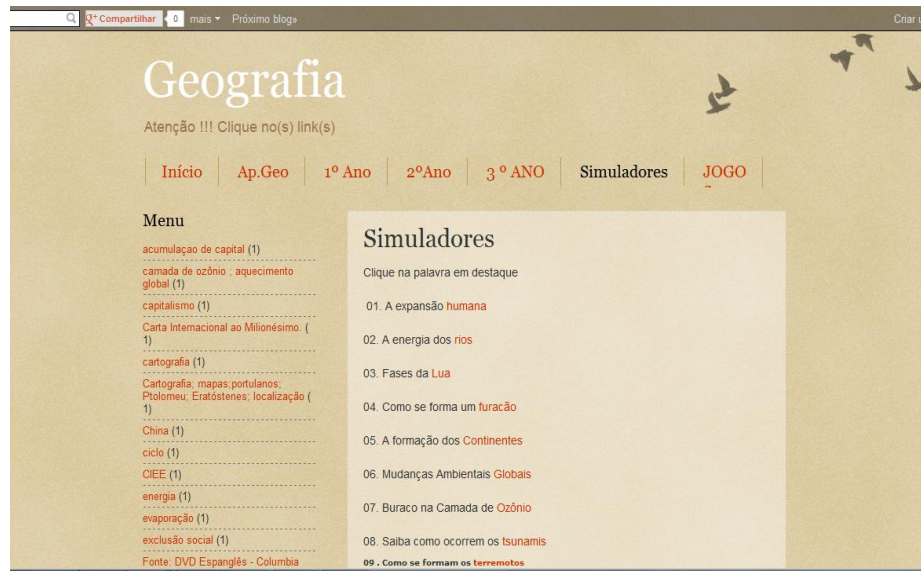 Compartilhar 0 mais Próximo blog»
Criar
Geografia
Atenção !!! Clique no(s) link(s)
Início Ap.Geo 1º Ano 2ºAno 3 º ANO Simuladores JOGO
Menu
acumulaçao de capital (1)
camada de ozônio ; aquecimento
global (1)
capitalismo (1)
Carta Internacional ao Milionésimo. (
1)
cartografia (1)
Cartografia; mapas;portulanos;
Ptolomeu; Eratóstenes; localização (
1)
China (1)
ciclo (1)
CIEE (1)
energia (1)
evaporação (1)
exclusão social (1)
Fonte: DVD Espanglês - Columbia
Simuladores
Clique na palavra em destaque
01. A expansão humana
02. A energia dos rios
03. Fases da Lua
04. Como se forma um furacão
05. A formação dos Continentes
06. Mudanças Ambientais Globais
07. Buraco na Camada de Ozônio
08. Saiba como ocorrem os tsunamis
09 . Como se formam os terremotos